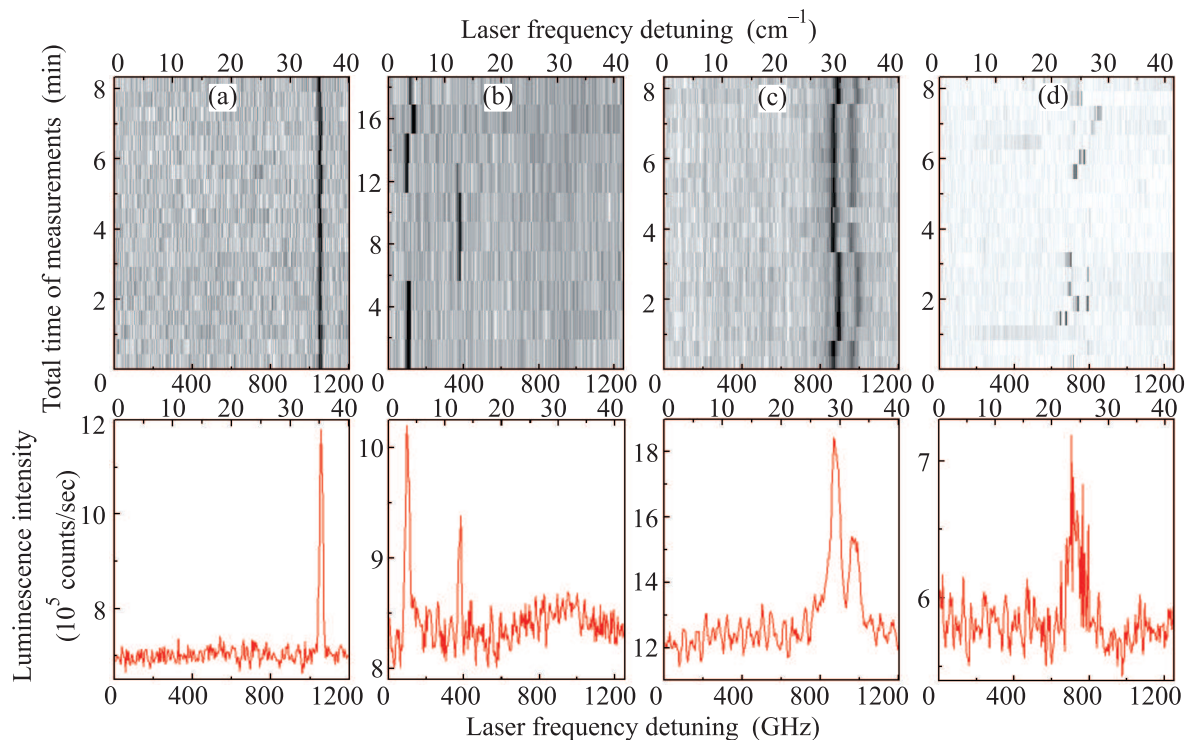 Laser frequency detuning (cm–1)
0 10 20 30 40 0 10 20 30 40 0 10 20 30 40 0 10 20 30 40
Total time of measurements (min)
(a) (b) (c) (d)
8 16 8 8
6 12 6 6
4 8 4 4
2 4 2 2
0 0 0 0
400 800 1200 400 800 1200 0 400 800 1200 0 400 800 1200
0 10 20 30 40 0 10 20 30 40 0 10 20 30 40 0 10 20 30 40
Luminescence intensity
(10^5 counts/sec)
12 10 18 7
10 9 16 6
8 8 14
12
0 400 800 1200 0 400 800 1200 0 400 800 1200 0 400 800 1200
Laser frequency detuning (GHz)